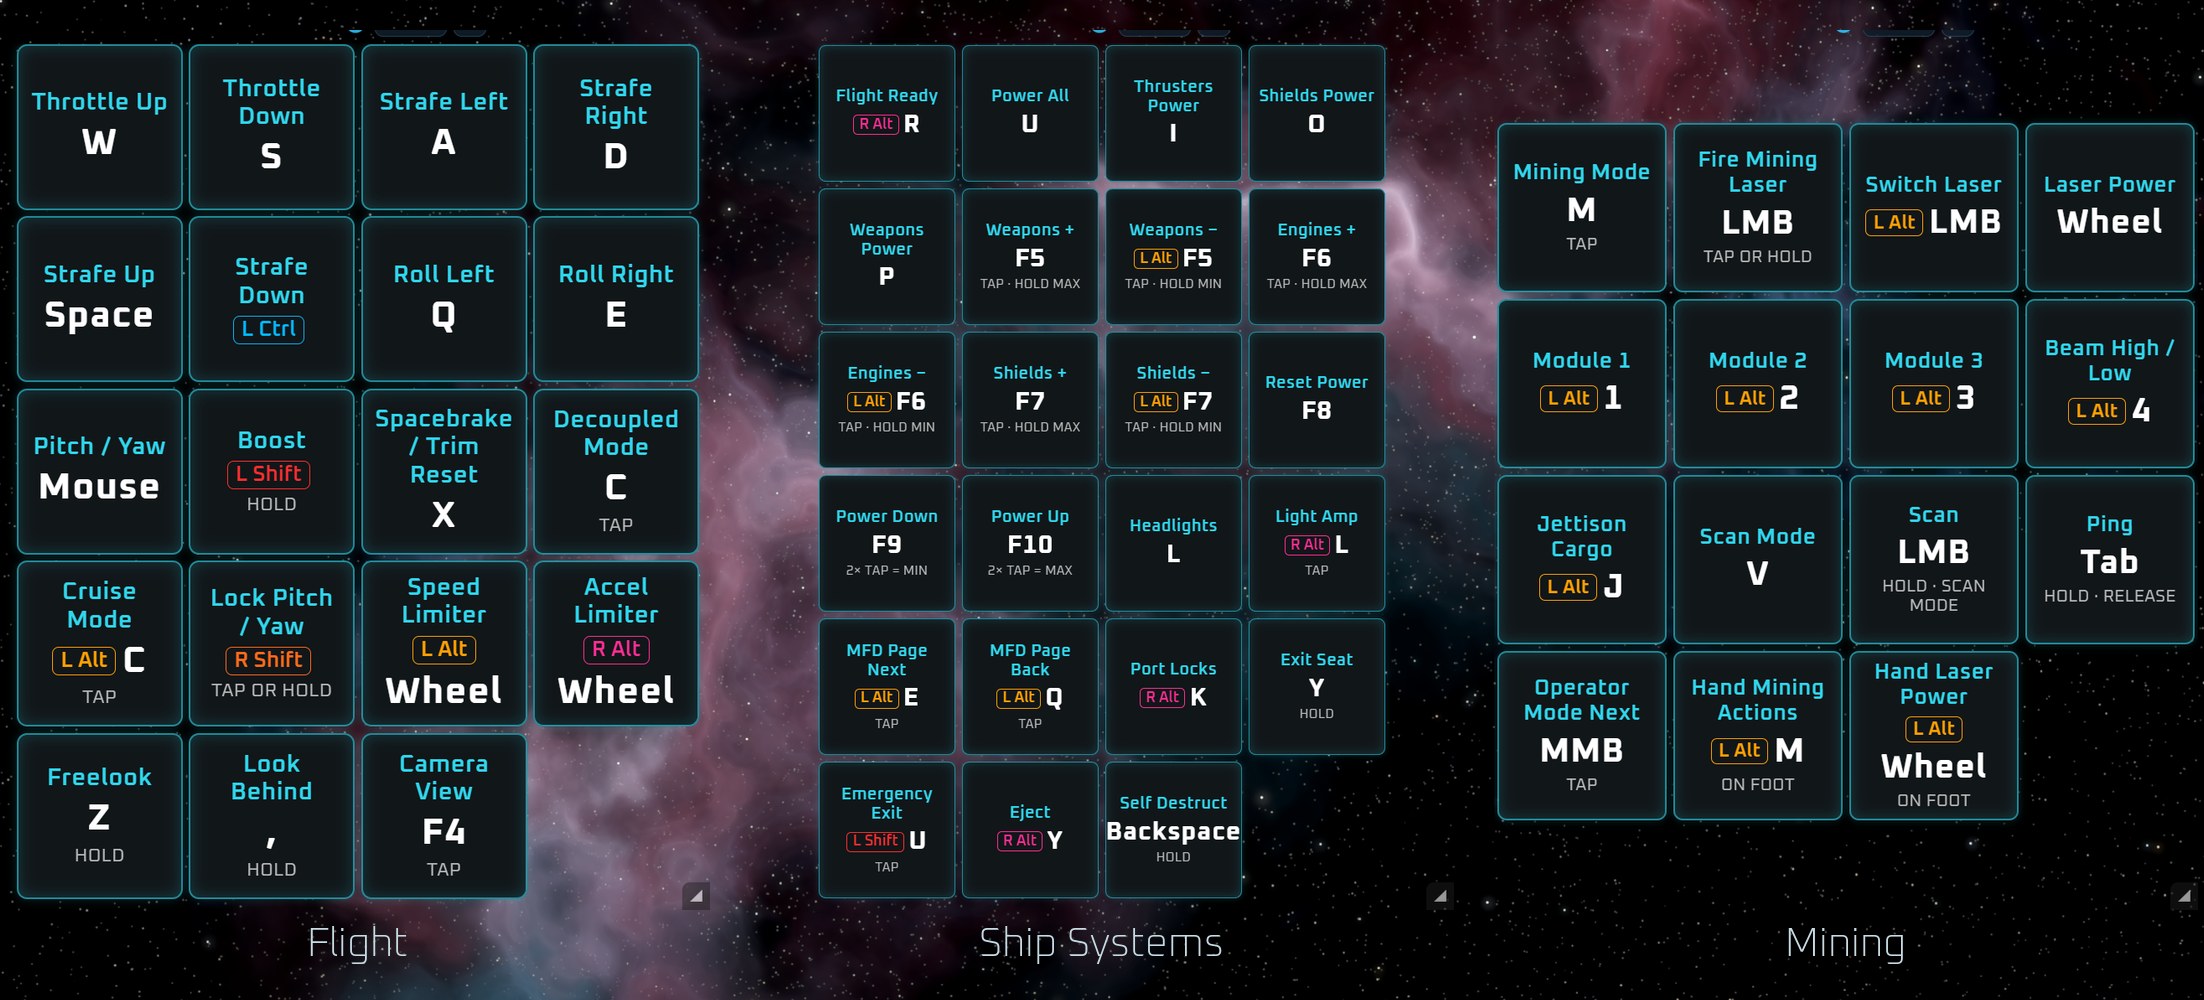 Throttle Up
W
Throttle
Down
S
Strafe Left
A
Strafe
Right
D
Strafe Up
Space
Strafe
Down
L Ctrl
Roll Left
Q
Roll Right
E
Pitch / Yaw
Mouse
Boost
L Shift
HOLD
Spacebrake
/ Trim
Reset
X
Decoupled
Mode
C
TAP
Cruise
Mode
L Alt C
TAP
Lock Pitch
/ Yaw
R Shift
TAP OR HOLD
Speed
Limiter
L Alt
Wheel
Accel
Limiter
R Alt
Wheel
Freelook
Z
HOLD
Look
Behind
,
HOLD
Camera
View
F4
TAP
Flight
Flight Ready
R Alt R
Power All
U
Thrusters
Power
I
Shields Power
O
Weapons
Power
P
Weapons +
F5
TAP · HOLD MAX
Weapons −
L Alt F5
TAP · HOLD MIN
Engines +
F6
TAP · HOLD MAX
Engines −
L Alt F6
TAP · HOLD MIN
Shields +
F7
TAP · HOLD MAX
Shields −
L Alt F7
TAP · HOLD MIN
Reset Power
F8
Power Down
F9
2× TAP = MIN
Power Up
F10
2× TAP = MAX
Headlights
L
Light Amp
R Alt L
TAP
MFD Page
Next
L Alt E
TAP
MFD Page
Back
L Alt Q
TAP
Port Locks
R Alt K
Exit Seat
Y
HOLD
Emergency
Exit
L Shift U
TAP
Eject
R Alt Y
Self Destruct
Backspace
HOLD
Ship Systems
Mining Mode
M
TAP
Fire Mining
Laser
LMB
TAP OR HOLD
Switch Laser
L Alt LMB
Laser Power
Wheel
Module 1
L Alt 1
Module 2
L Alt 2
Module 3
L Alt 3
Beam High /
Low
L Alt 4
Jettison
Cargo
L Alt J
Scan Mode
V
Scan
LMB
HOLD · SCAN
MODE
Ping
Tab
HOLD · RELEASE
Operator
Mode Next
MMB
TAP
Hand Mining
Actions
L Alt M
ON FOOT
Hand Laser
Power
L Alt
Wheel
ON FOOT
Mining